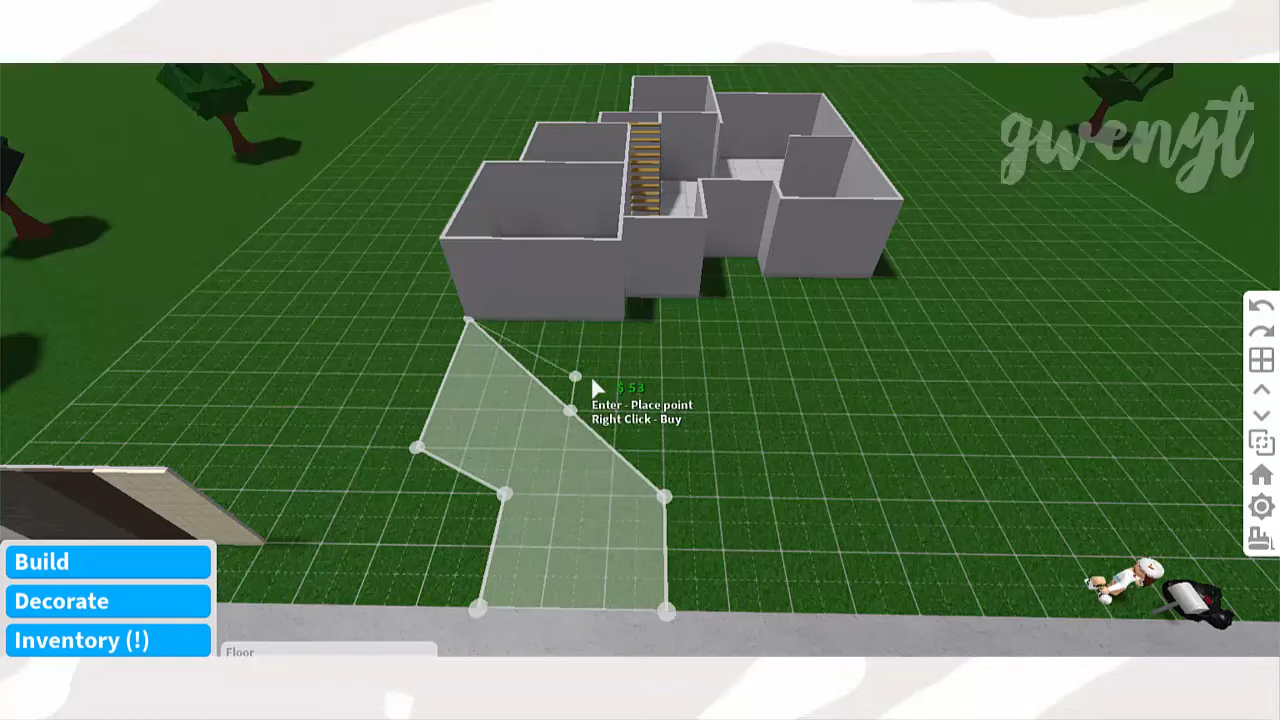 gwenyt
$ 53
Enter - Place point
Right Click - Buy
Build
Decorate
Inventory (!)
Floor